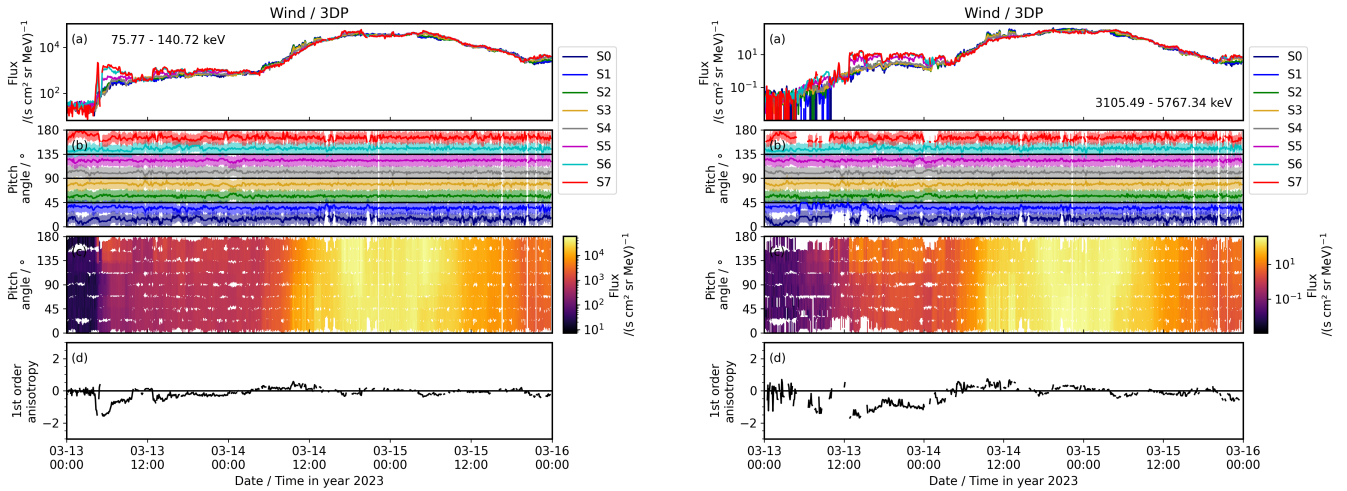 Wind / 3DP
(a)
75.77 - 140.72 keV
10⁴
10²
Flux
/(s cm² sr MeV)⁻¹
S0
S1
S2
S3
S4
S5
S6
S7
(b)
180
135
90
45
0
Pitch
angle / °
180
135
90
45
0
Pitch
angle / °
10⁴
10³
10²
10¹
Flux
/(s cm² sr MeV)⁻¹
(d)
2
0
−2
1st order
anisotropy
03-13 03-13 03-14 03-14 03-15 03-15 03-16
00:00 12:00 00:00 12:00 00:00 12:00 00:00
Date / Time in year 2023
Wind / 3DP
(a)
3105.49 - 5767.34 keV
10¹
10⁻¹
Flux
/(s cm² sr MeV)⁻¹
S0
S1
S2
S3
S4
S5
S6
S7
(b)
180
135
90
45
0
Pitch
angle / °
(c)
180
135
90
45
0
Pitch
angle / °
10¹
10⁻¹
Flux
/(s cm² sr MeV)⁻¹
(d)
2
0
−2
1st order
anisotropy
03-13 03-13 03-14 03-14 03-15 03-15 03-16
00:00 12:00 00:00 12:00 00:00 12:00 00:00
Date / Time in year 2023